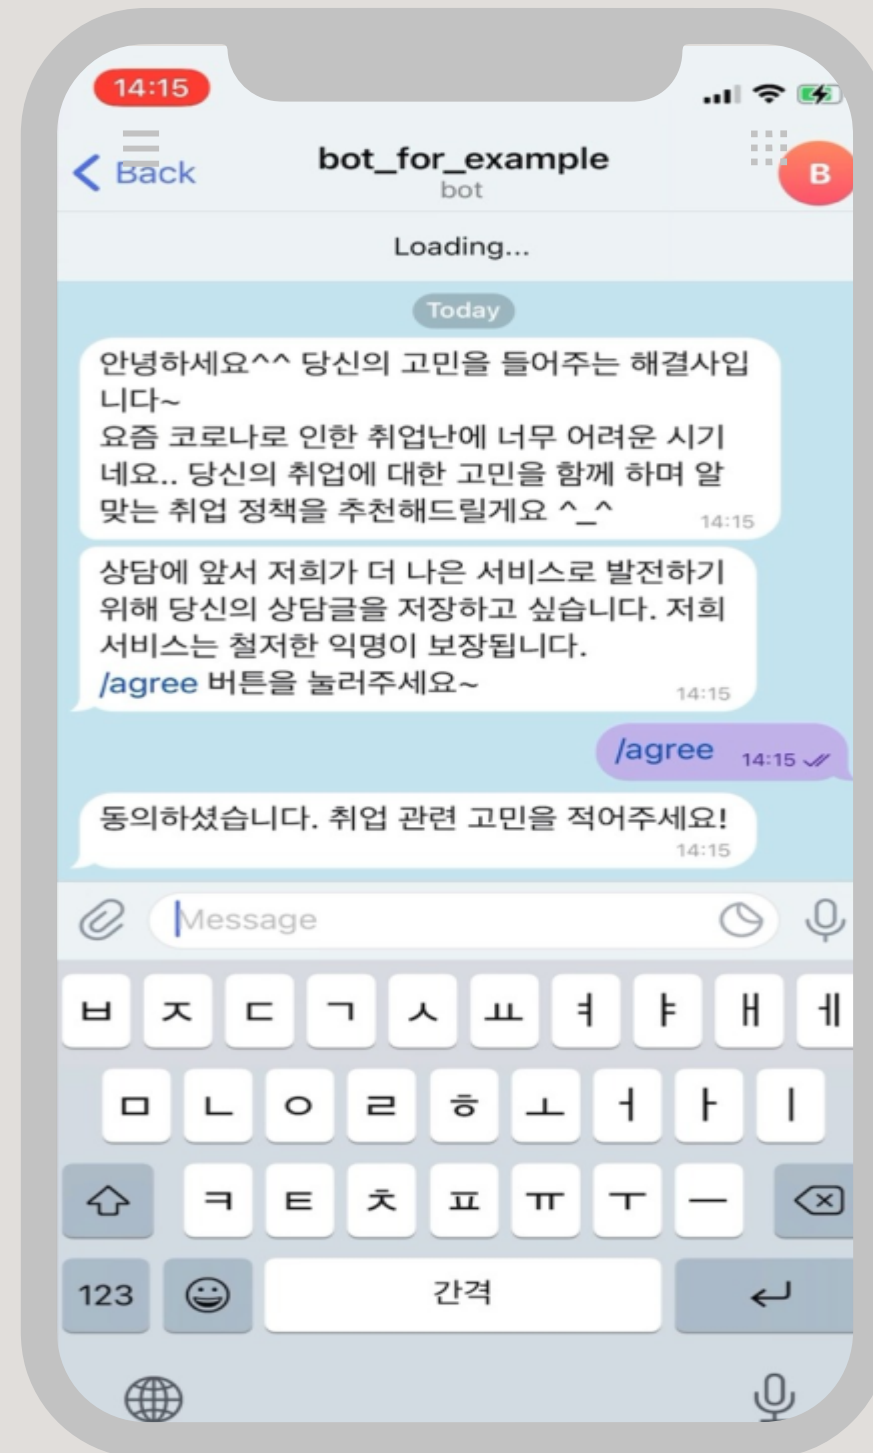 14:15
Back
bot_for_example
B
bot
Loading...
Today
안녕하세요^^ 당신의 고민을 들어주는 해결사입
니다~
요즘 코로나로 인한 취업난에 너무 어려운 시기
네요.. 당신의 취업에 대한 고민을 함께 하며 알
맞는 취업 정책을 추천해드릴게요 ^_^ 14:15
상담에 앞서 저희가 더 나은 서비스로 발전하기
위해 당신의 상담글을 저장하고 싶습니다. 저희
서비스는 철저한 익명이 보장됩니다.
/agree 버튼을 눌러주세요~ 14:15
/agree 14:15
동의하셨습니다. 취업 관련 고민을 적어주세요!
14:15
Message
ㅂ ㅈ ㄷ ㄱ ㅅ ㅛ ㅕ ㅑ ㅐ ㅔ
ㅁ ㄴ ㅇ ㄹ ㅎ ㅗ ㅓ ㅏ ㅣ
ㅋ ㅌ ㅊ ㅍ ㅠ ㅜ ㅡ
123 간격